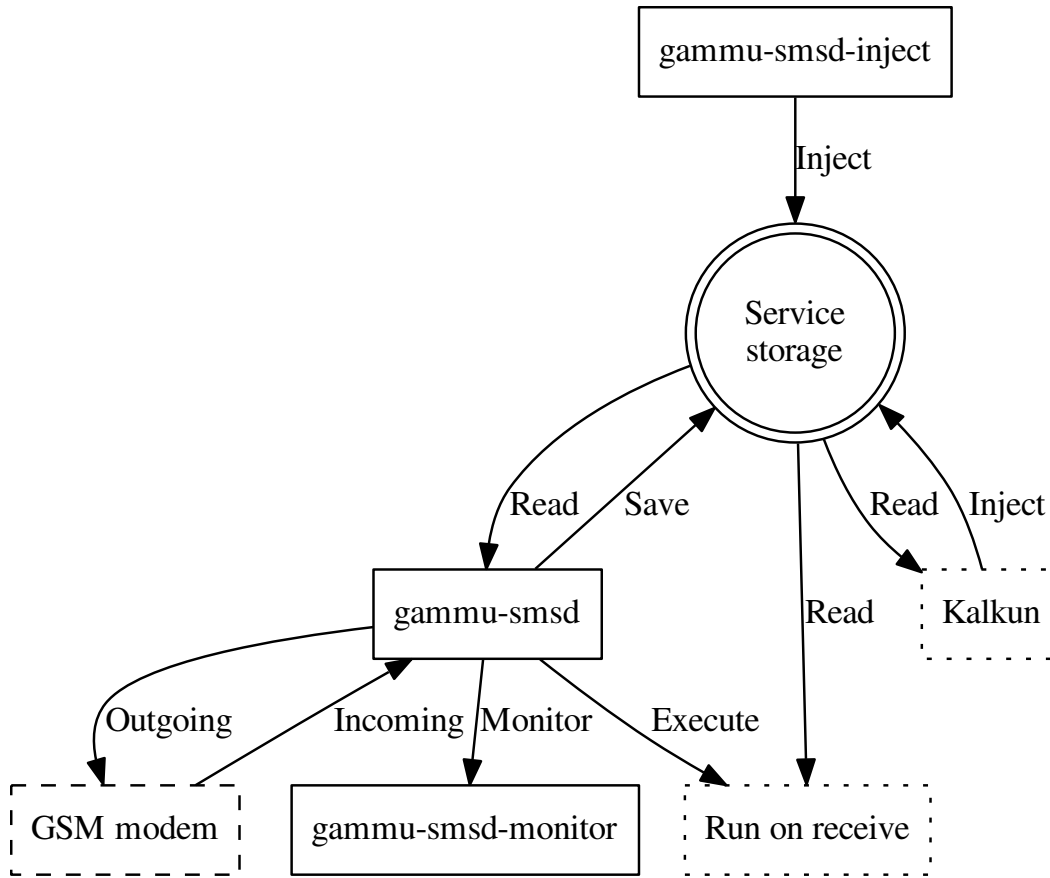 gammu-smsd-inject
Inject
Service
storage
Read
Save
Read
Inject
gammu-smsd
Read
Kalkun
Outgoing
Incoming
Monitor
Execute
GSM modem
gammu-smsd-monitor
Run on receive